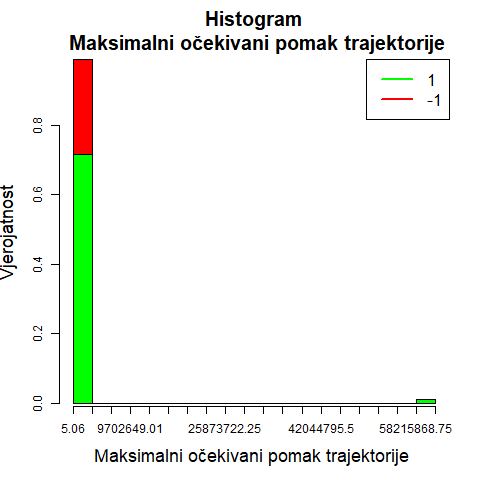 Histogram
Maksimalni očekivani pomak trajektorije
1
-1
Vjerojatnost
0.8
0.6
0.4
0.2
0.0
5.06 9702649.01 25873722.25 42044795.5 58215868.75
Maksimalni očekivani pomak trajektorije